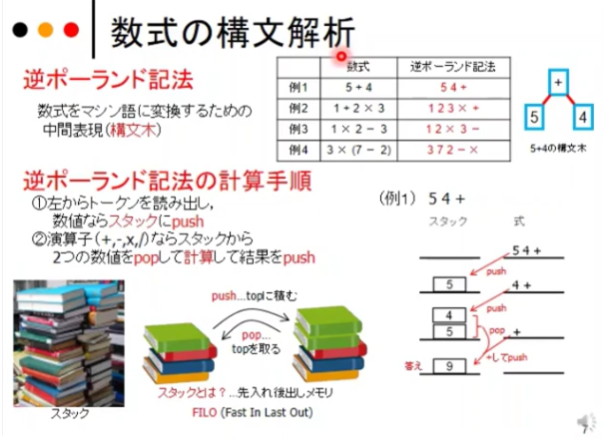 数式の構文解析
逆ポーランド記法
数式をマシン語に変換するための
中間表現(構文木)
数式 逆ポーランド記法
例1 5+4 5 4 +
例2 1+2×3 1 2 3 × +
例3 1×2-3 1 2 × 3 -
例4 3×(7-2) 3 7 2 - ×
+
5 4
5+4の構文木
逆ポーランド記法の計算手順
①左からトークンを読み出し,
数値ならスタックにpush
②演算子(+,-,x,/)ならスタックから
2つの数値をpopして計算して結果をpush
(例1) 5 4 +
スタック 式
5 4 +
push
5 4 +
push
4
5
pop
+
+してpush
答え 9
push…topに積む
pop…
topを取る
スタックとは?…先入れ後出しメモリ
FILO (Fast In Last Out)
スタック
7